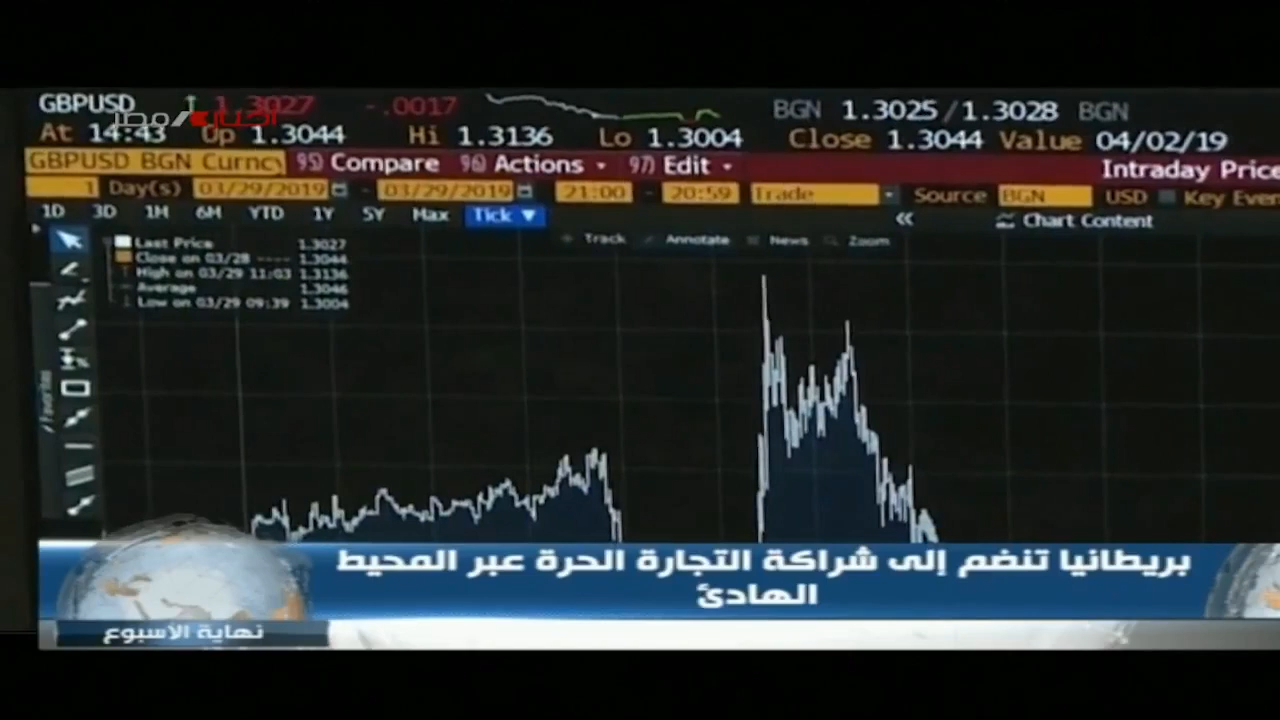 GBPUSD ↑ 1.3027 -.0017 BGN 1.3025/1.3028 BGN
أخبار مصر
At 14:43 Op 1.3044 Hi 1.3136 Lo 1.3004 Close 1.3044 Value 04/02/19
GBPUSD BGN Curncy 95) Compare 96) Actions 97) Edit Intraday Price
1 Day(s) 03/29/2019 - 03/29/2019 21:00 - 20:59 Trade Source BGN USD Key Even
1D 3D 1M 6M YTD 1Y 5Y Max Tick ▼ « Chart Content
Track Annotate News Zoom
Last Price 1.3027
Close on 03/28 ---- 1.3044
High on 03/29 11:03 1.3136
Average 1.3046
Low on 03/29 09:39 1.3004
Favorites
بريطانيا تنضم إلى شراكة التجارة الحرة عبر المحيط
الهادئ
نهاية الأسبوع